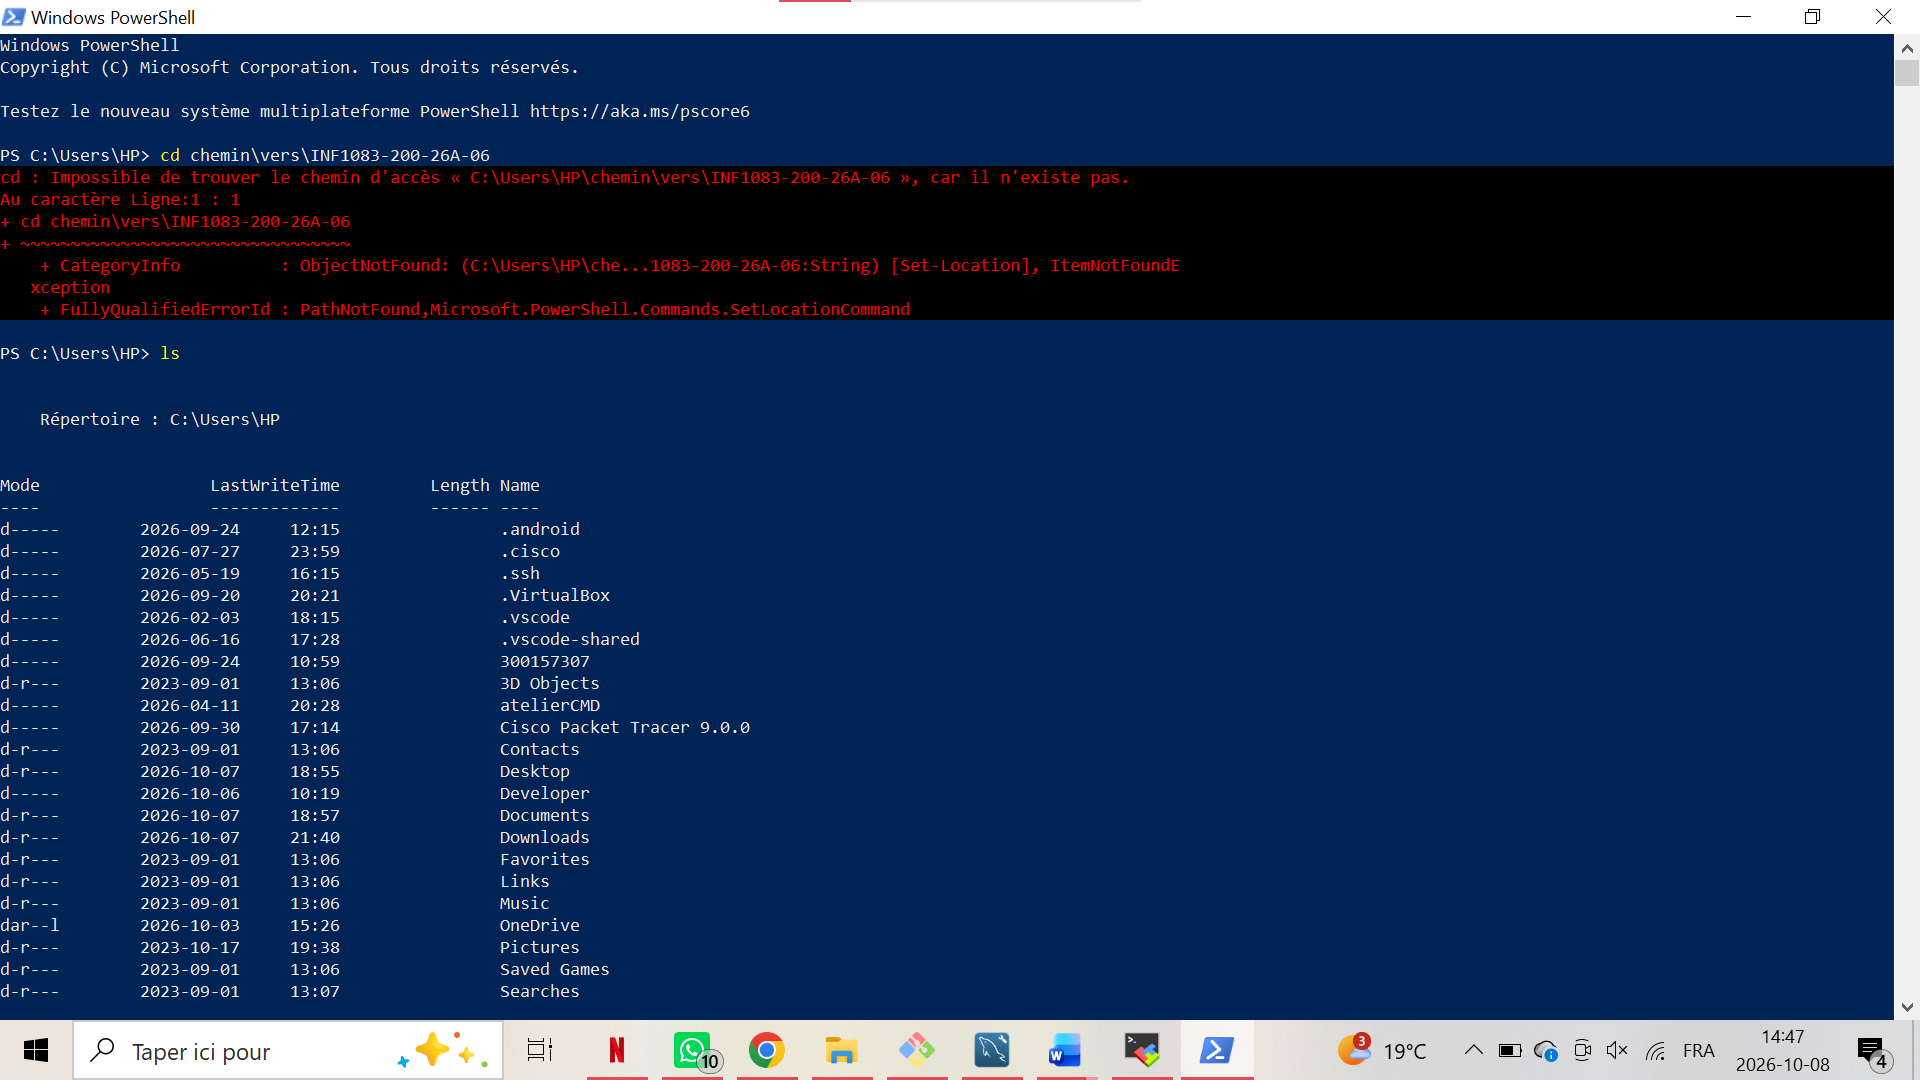 Windows PowerShell
Windows PowerShell
Copyright (C) Microsoft Corporation. Tous droits réservés.
Testez le nouveau système multiplateforme PowerShell https://aka.ms/pscore6
PS C:\Users\HP> cd chemin\vers\INF1083-200-26A-06
cd : Impossible de trouver le chemin d'accès « C:\Users\HP\chemin\vers\INF1083-200-26A-06 », car il n'existe pas.
Au caractère Ligne:1 : 1
+ cd chemin\vers\INF1083-200-26A-06
+ ~~~~~~~~~~~~~~~~~~~~~~~~~~~~~~~~~
    + CategoryInfo          : ObjectNotFound: (C:\Users\HP\che...1083-200-26A-06:String) [Set-Location], ItemNotFoundE
   xception
    + FullyQualifiedErrorId : PathNotFound,Microsoft.PowerShell.Commands.SetLocationCommand
PS C:\Users\HP> ls
    Répertoire : C:\Users\HP
Mode                 LastWriteTime         Length Name
----                 -------------         ------ ----
d-----        2026-09-24     12:15                .android
d-----        2026-07-27     23:59                .cisco
d-----        2026-05-19     16:15                .ssh
d-----        2026-09-20     20:21                .VirtualBox
d-----        2026-02-03     18:15                .vscode
d-----        2026-06-16     17:28                .vscode-shared
d-----        2026-09-24     10:59                300157307
d-r---        2023-09-01     13:06                3D Objects
d-----        2026-04-11     20:28                atelierCMD
d-----        2026-09-30     17:14                Cisco Packet Tracer 9.0.0
d-r---        2023-09-01     13:06                Contacts
d-r---        2026-10-07     18:55                Desktop
d-----        2026-10-06     10:19                Developer
d-r---        2026-10-07     18:57                Documents
d-r---        2026-10-07     21:40                Downloads
d-r---        2023-09-01     13:06                Favorites
d-r---        2023-09-01     13:06                Links
d-r---        2023-09-01     13:06                Music
dar--l        2026-10-03     15:26                OneDrive
d-r---        2023-10-17     19:38                Pictures
d-r---        2023-09-01     13:06                Saved Games
d-r---        2023-09-01     13:07                Searches
Taper ici pour
N
10
W
3
19°C
FRA
14:47
2026-10-08
4